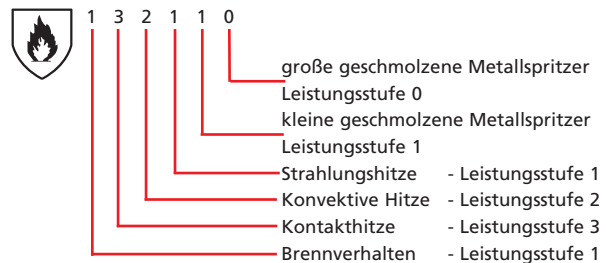 1 3 2 1 1 0
große geschmolzene Metallspritzer
Leistungsstufe 0
kleine geschmolzene Metallspritzer
Leistungsstufe 1
Strahlungshitze - Leistungsstufe 1
Konvektive Hitze - Leistungsstufe 2
Kontakthitze - Leistungsstufe 3
Brennverhalten - Leistungsstufe 1